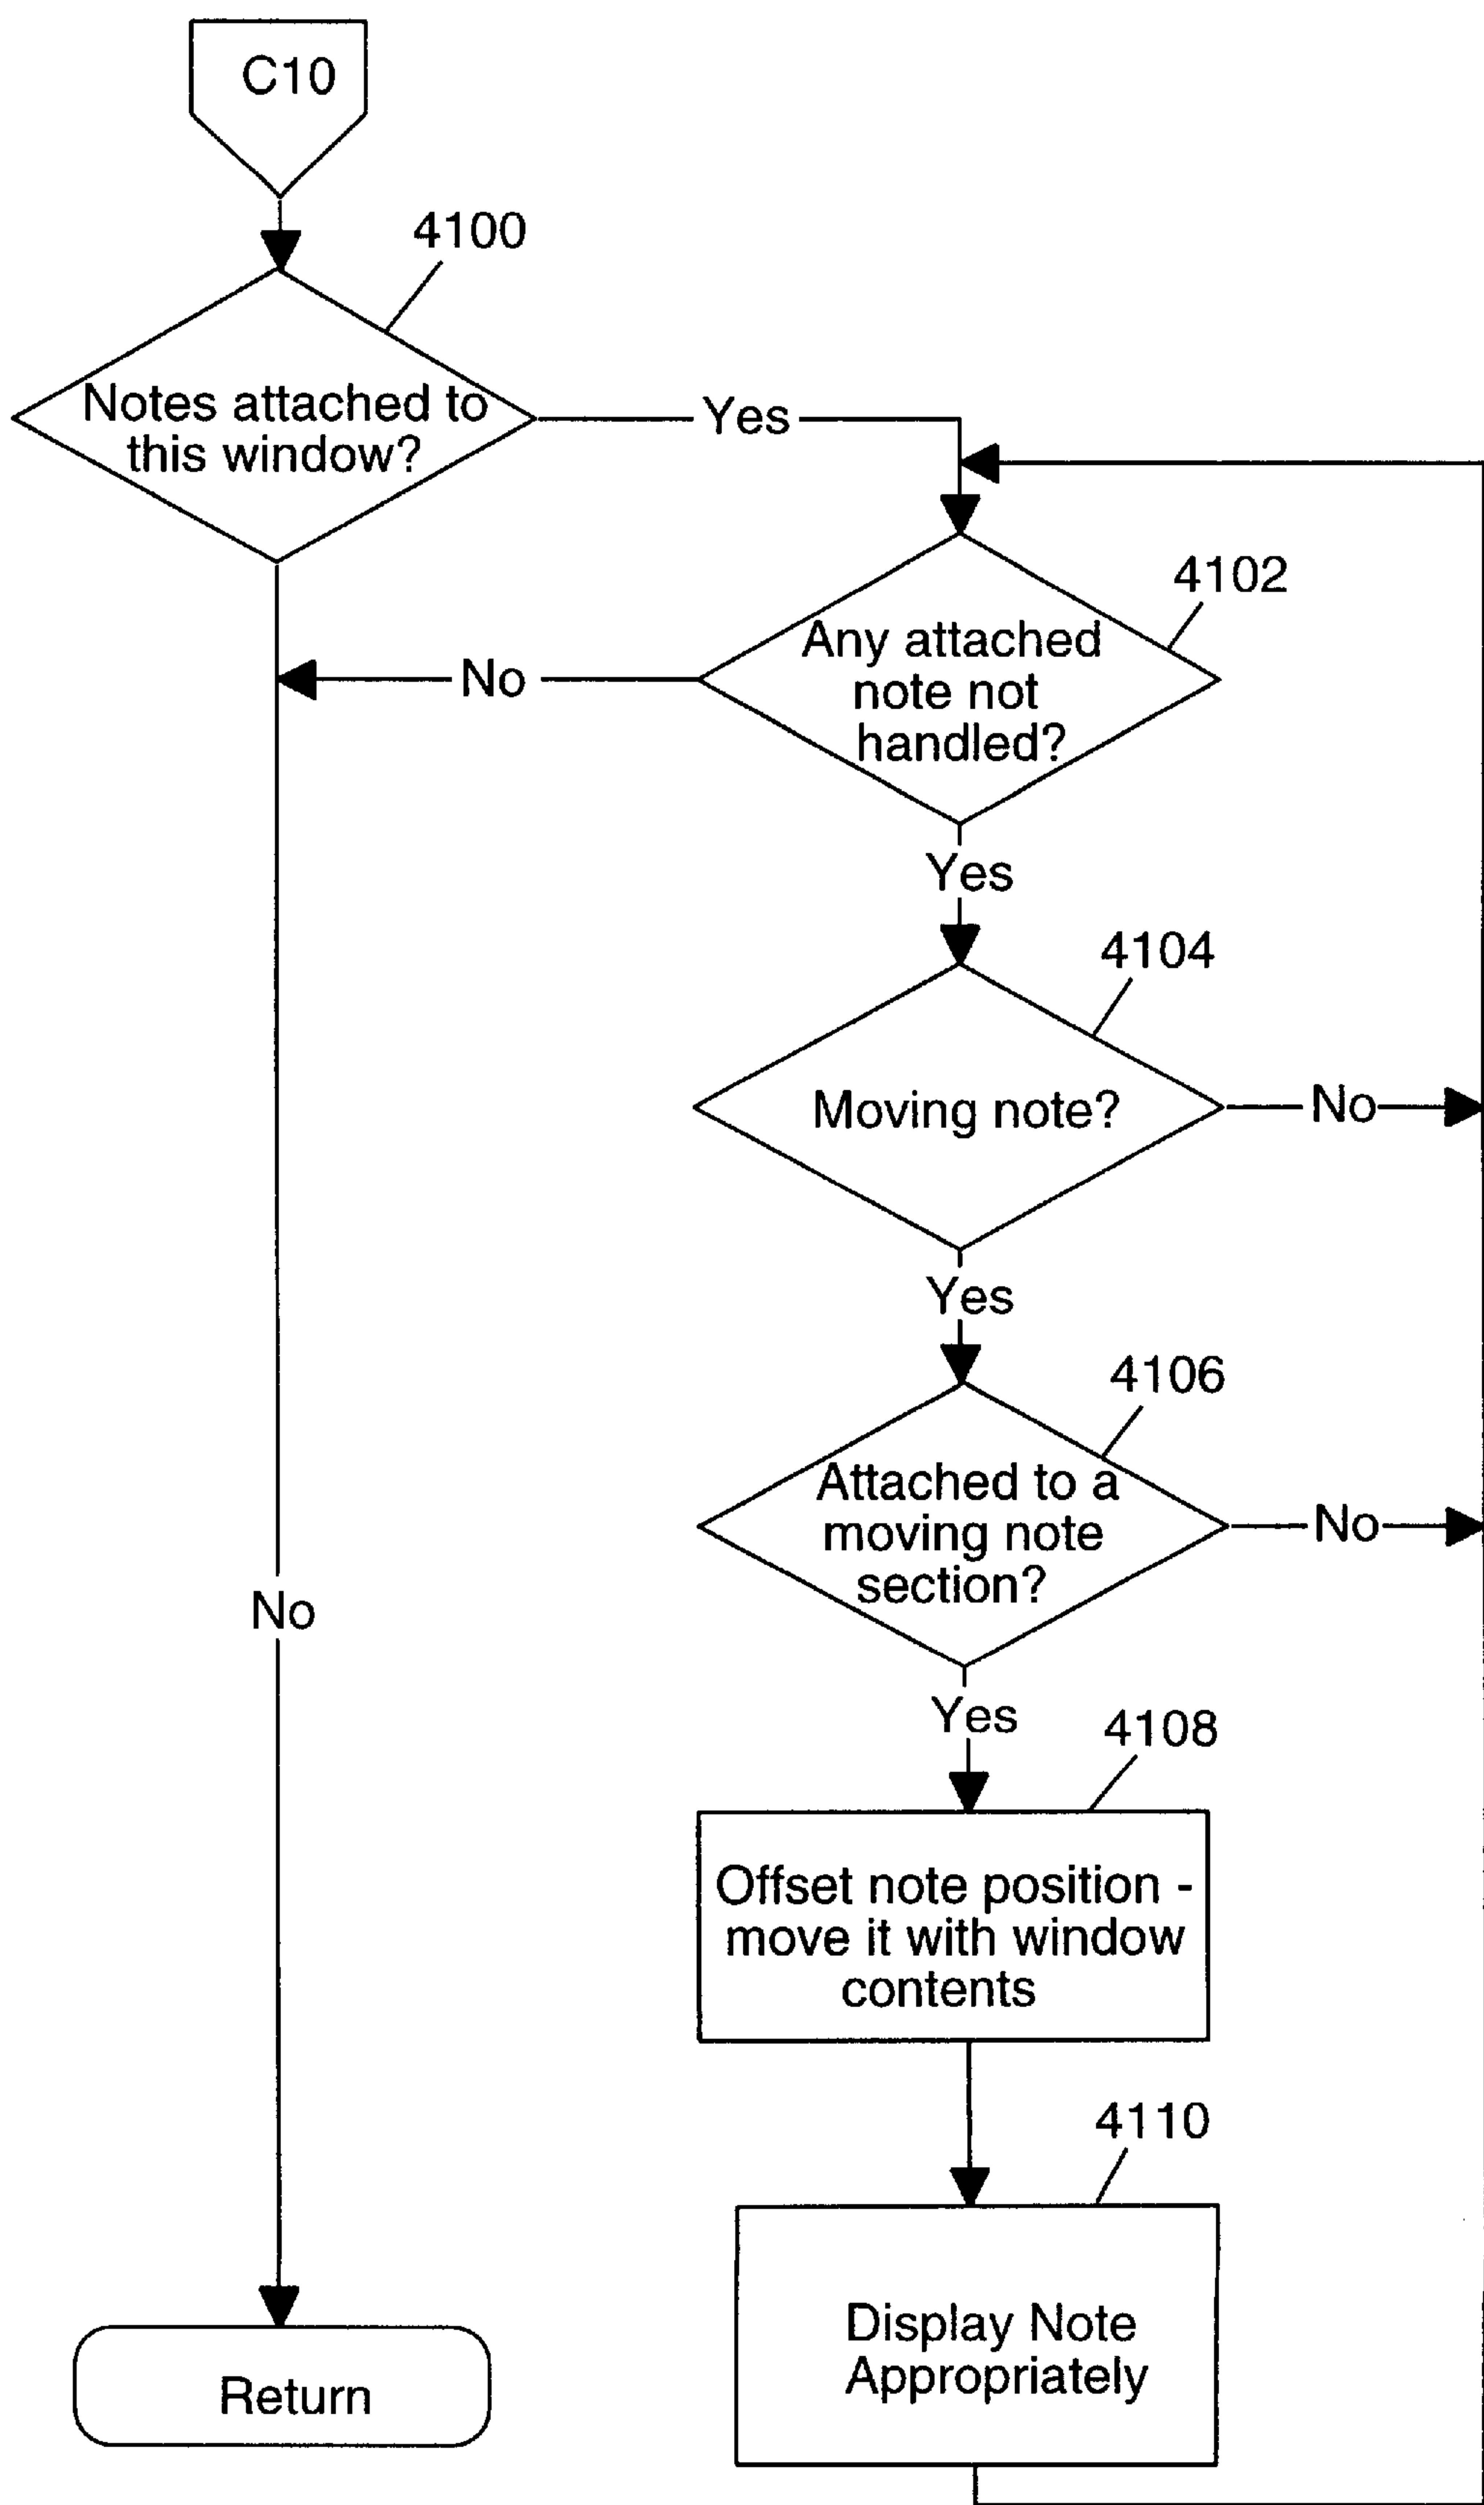 C10
4100
Notes attached to
this window?
Yes
4102
Any attached
note not
handled?
No
Yes
4104
Moving note?
No
Yes
4106
Attached to a
moving note
section?
No
No
Yes
4108
Offset note position -
move it with window
contents
4110
Display Note
Appropriately
Return